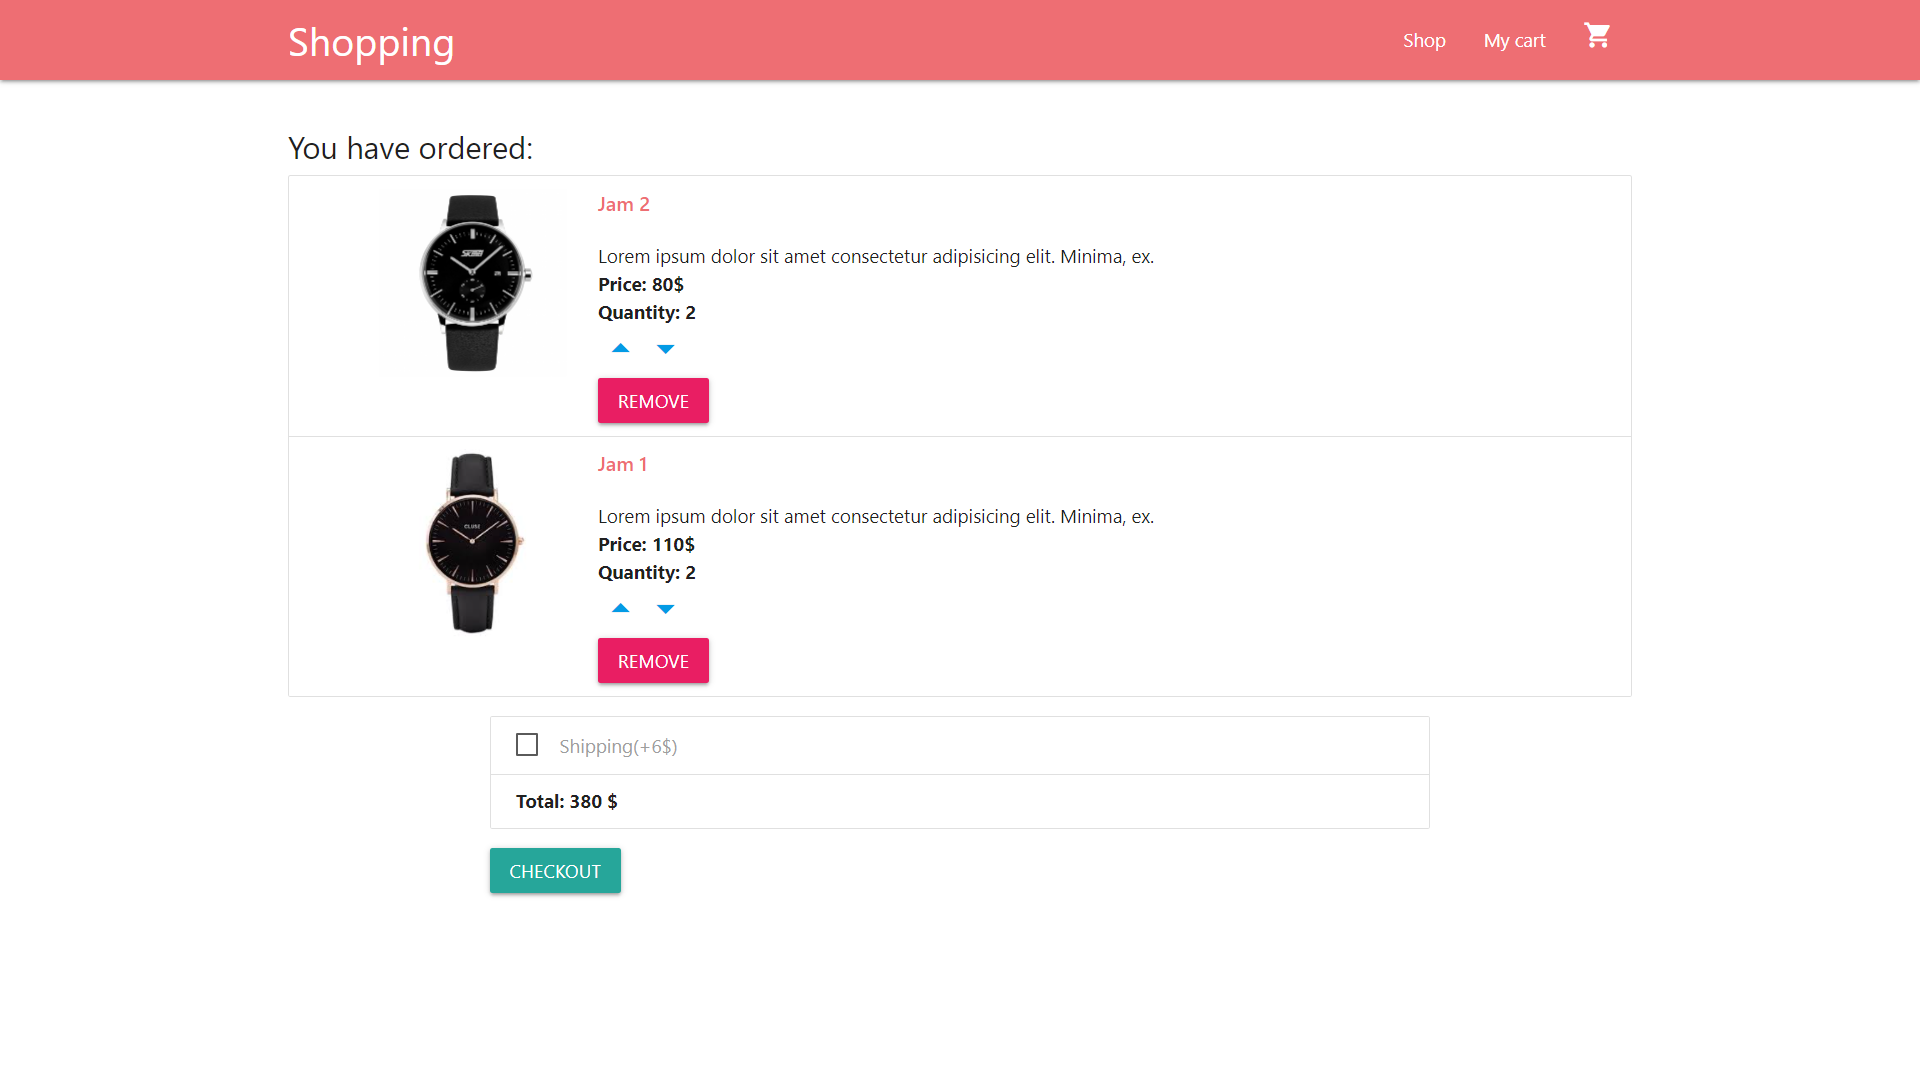 Shopping
Shop
My cart
You have ordered:
SKMEI
Jam 2
Lorem ipsum dolor sit amet consectetur adipisicing elit. Minima, ex.
Price: 80$
Quantity: 2
REMOVE
CLUSE
Jam 1
Lorem ipsum dolor sit amet consectetur adipisicing elit. Minima, ex.
Price: 110$
Quantity: 2
REMOVE
Shipping(+6$)
Total: 380 $
CHECKOUT